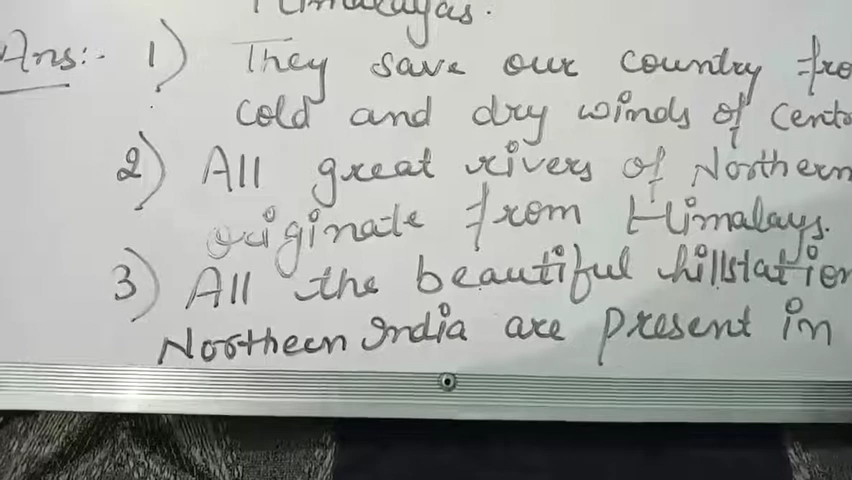 Himalayas.
Ans:- 1) They save our country fro
cold and dry winds of Cent
2) All great rivers of Northern
originate from Himalays.
3) All the beautiful hillstation
Northern India are present in